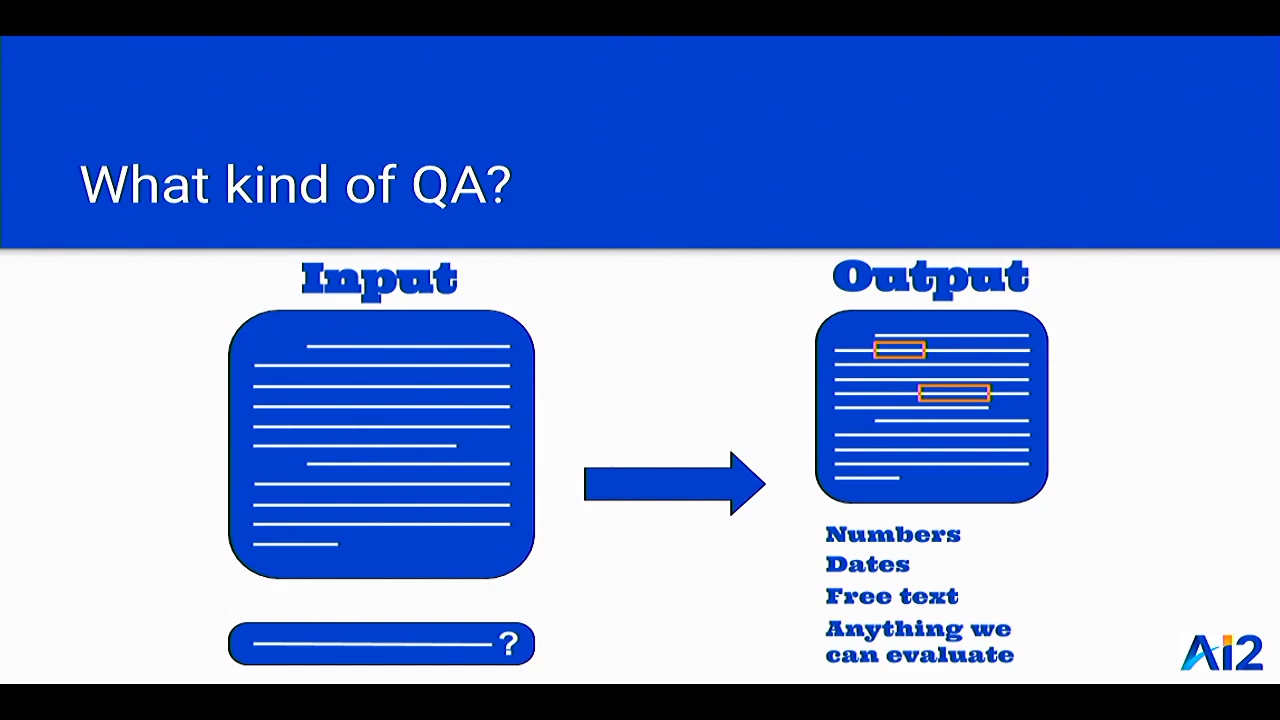 What kind of QA?
Input
Output
?
Numbers
Dates
Free text
Anything we
can evaluate
Ai2